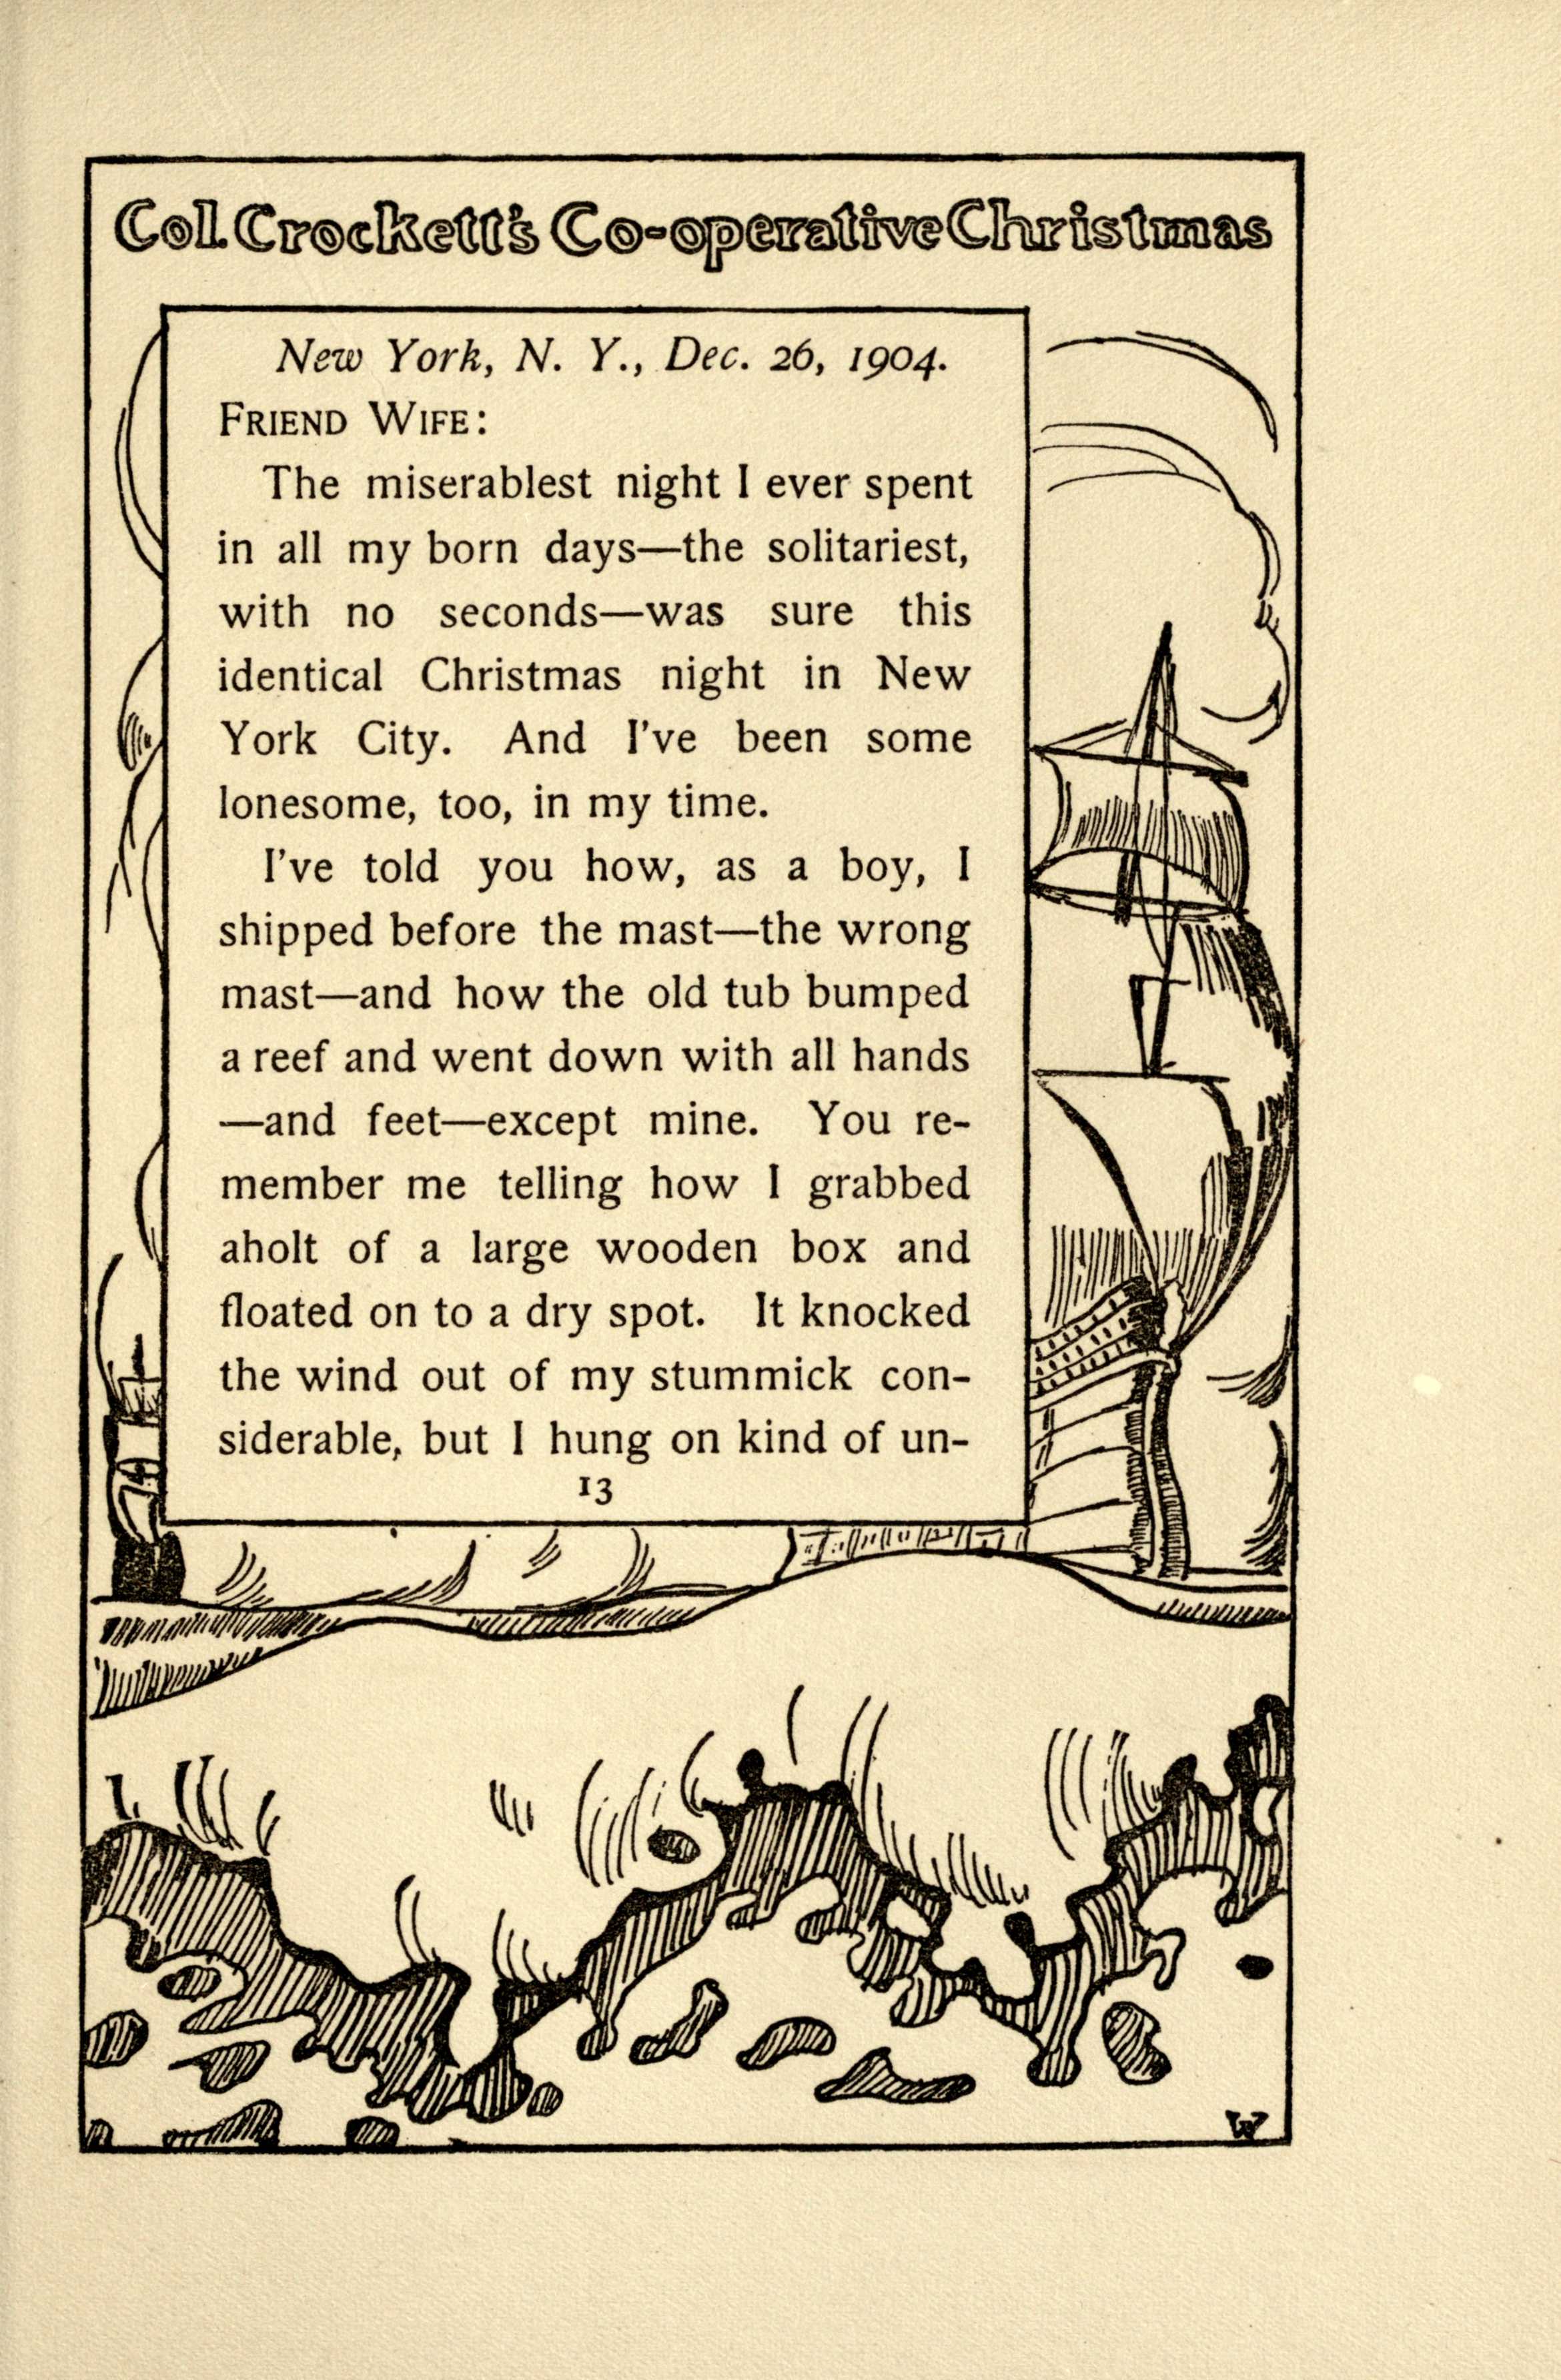 Col. Crockett's Co-operative Christmas
New York, N. Y., Dec. 26, 1904.
FRIEND WIFE:
The miserablest night I ever spent
in all my born days—the solitariest,
with no seconds—was sure this
identical Christmas night in New
York City. And I've been some
lonesome, too, in my time.
I've told you how, as a boy, I
shipped before the mast—the wrong
mast—and how the old tub bumped
a reef and went down with all hands
—and feet—except mine. You re-
member me telling how I grabbed
aholt of a large wooden box and
floated on to a dry spot. It knocked
the wind out of my stummick con-
siderable, but I hung on kind of un-
13
W